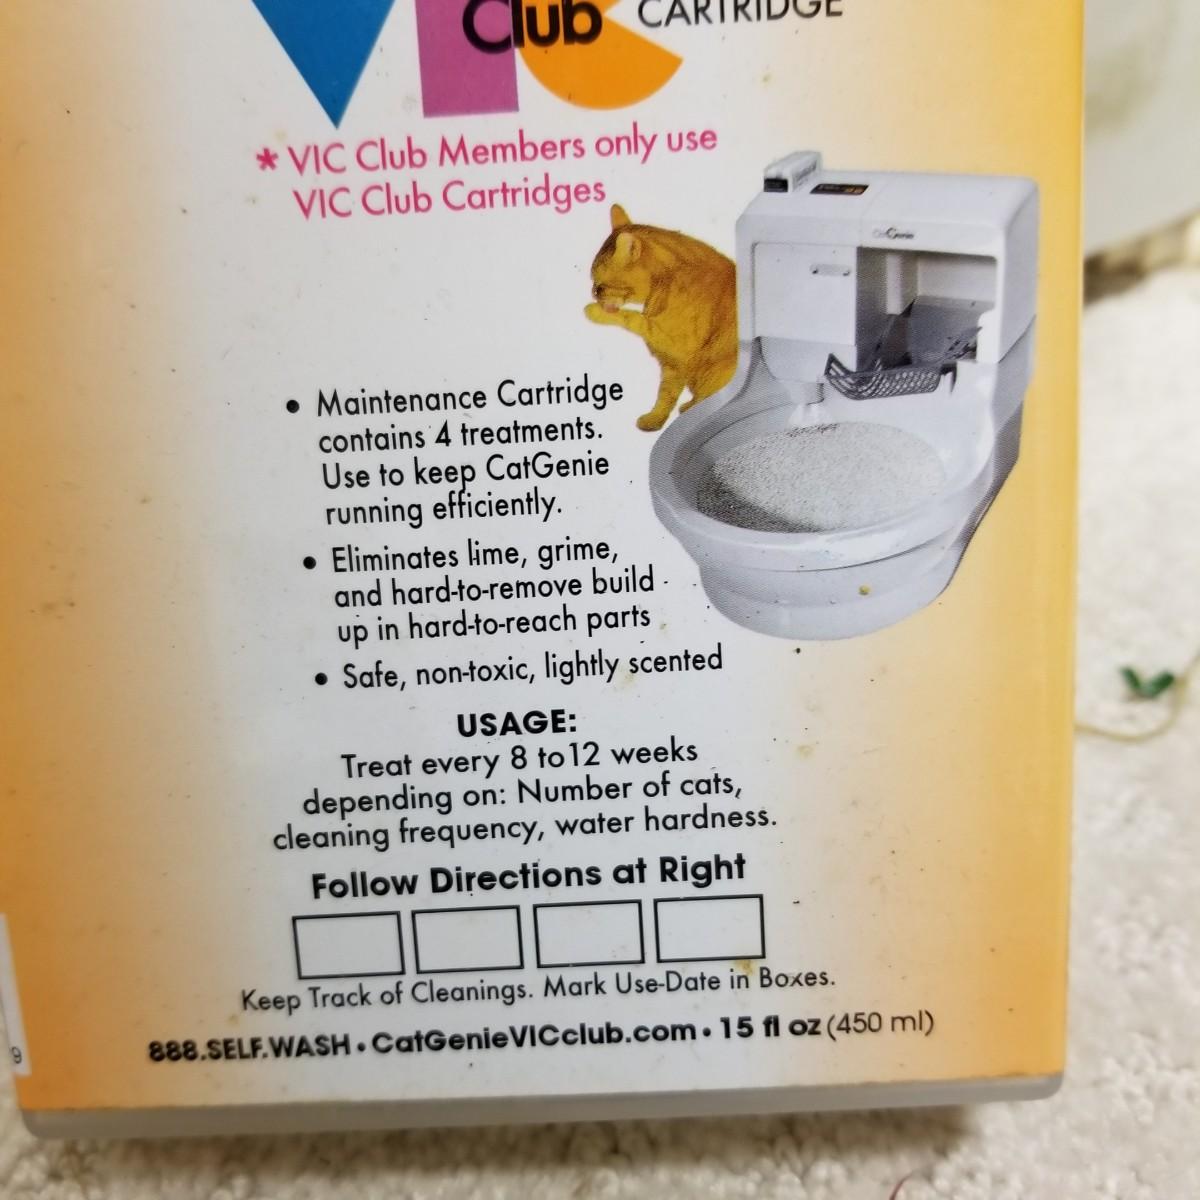 VIC
Club CARTRIDGE
* VIC Club Members only use
VIC Club Cartridges
CatGenie
• Maintenance Cartridge
contains 4 treatments.
Use to keep CatGenie
running efficiently.
• Eliminates lime, grime,
and hard-to-remove build
up in hard-to-reach parts
• Safe, non-toxic, lightly scented
USAGE:
Treat every 8 to12 weeks
depending on: Number of cats,
cleaning frequency, water hardness.
Follow Directions at Right
Keep Track of Cleanings. Mark Use-Date in Boxes.
888.SELF.WASH • CatGenieVICclub.com • 15 fl oz (450 ml)
9